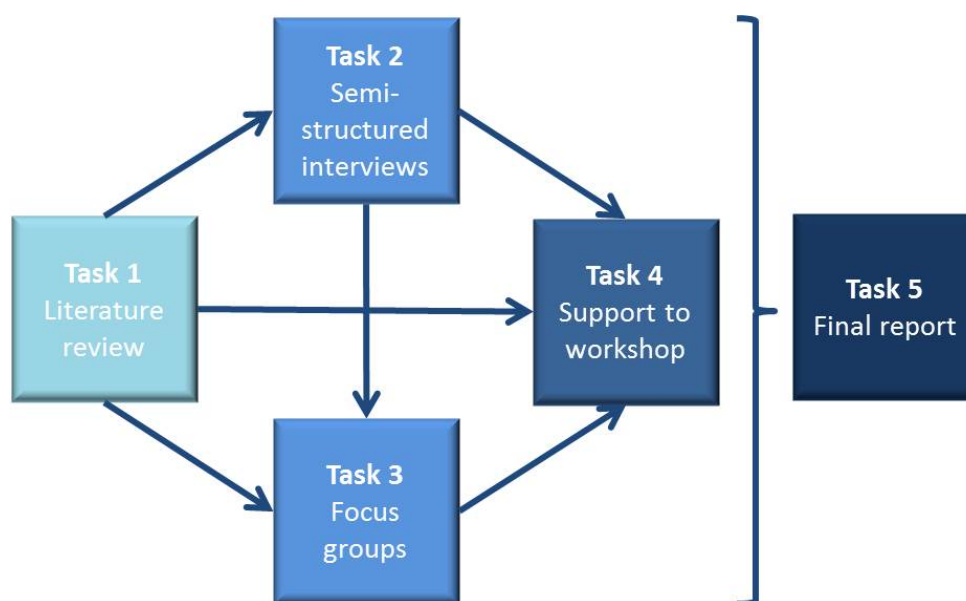 Task 1
Literature
review
Task 2
Semi-
structured
interviews
Task 3
Focus
groups
Task 4
Support to
workshop
Task 5
Final report